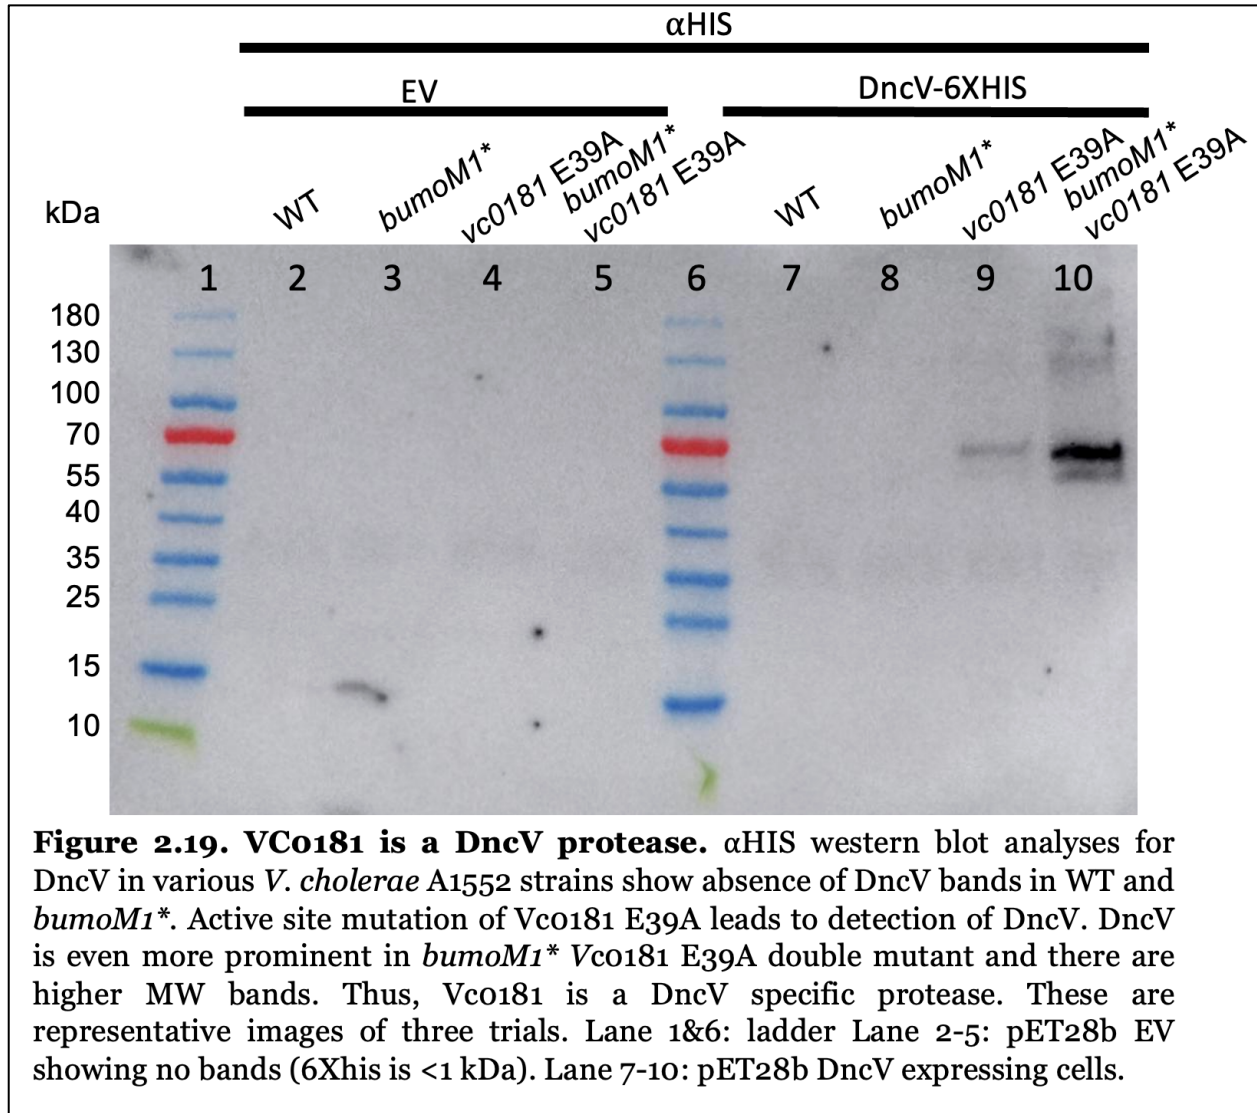 αHIS
EV
DncV-6XHIS
kDa
WT
bumoM1*
vc0181 E39A
bumoM1*
vc0181 E39A
WT
bumoM1*
vc0181 E39A
bumoM1*
vc0181 E39A
1 2 3 4 5 6 7 8 9 10
180
130
100
70
55
40
35
25
15
10
Figure 2.19. VC0181 is a DncV protease. αHIS western blot analyses for
DncV in various V. cholerae A1552 strains show absence of DncV bands in WT and
bumoM1*. Active site mutation of Vc0181 E39A leads to detection of DncV. DncV
is even more prominent in bumoM1* Vc0181 E39A double mutant and there are
higher MW bands. Thus, Vc0181 is a DncV specific protease. These are
representative images of three trials. Lane 1&6: ladder Lane 2-5: pET28b EV
showing no bands (6Xhis is <1 kDa). Lane 7-10: pET28b DncV expressing cells.